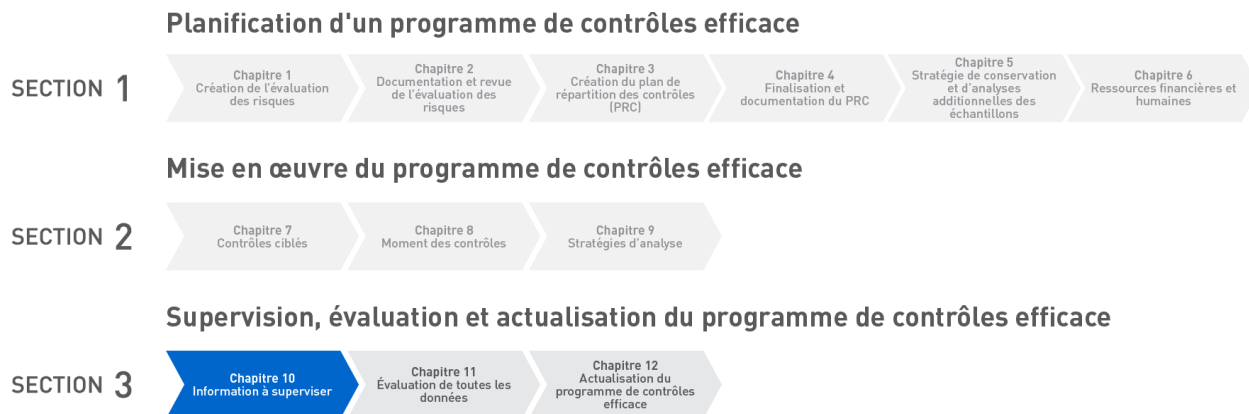 Planification d'un programme de contrôles efficace
SECTION 1
Chapitre 1
Création de l'évaluation
des risques
Chapitre 2
Documentation et revue
de l'évaluation des
risques
Chapitre 3
Création du plan de
répartition des contrôles
(PRC)
Chapitre 4
Finalisation et
documentation du PRC
Chapitre 5
Stratégie de conservation
et d'analyses
additionnelles des
échantillons
Chapitre 6
Ressources financières et
humaines
Mise en œuvre du programme de contrôles efficace
SECTION 2
Chapitre 7
Contrôles ciblés
Chapitre 8
Moment des contrôles
Chapitre 9
Stratégies d'analyse
Supervision, évaluation et actualisation du programme de contrôles efficace
SECTION 3
Chapitre 10
Information à superviser
Chapitre 11
Évaluation de toutes les
données
Chapitre 12
Actualisation du
programme de contrôles
efficace